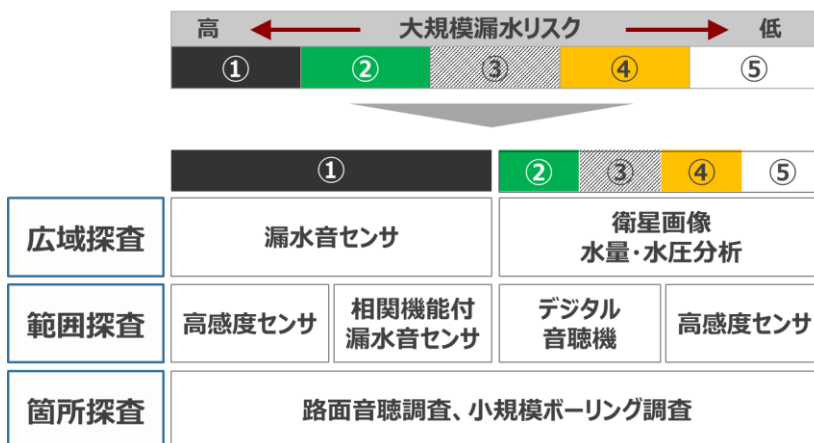 高 大規模漏水リスク 低
① ② ③ ④ ⑤
① ② ③ ④ ⑤
広域探査 漏水音センサ 衛星画像
水量・水圧分析
範囲探査 高感度センサ 相関機能付
漏水音センサ デジタル
音聴機 高感度センサ
箇所探査 路面音聴調査、小規模ボーリング調査